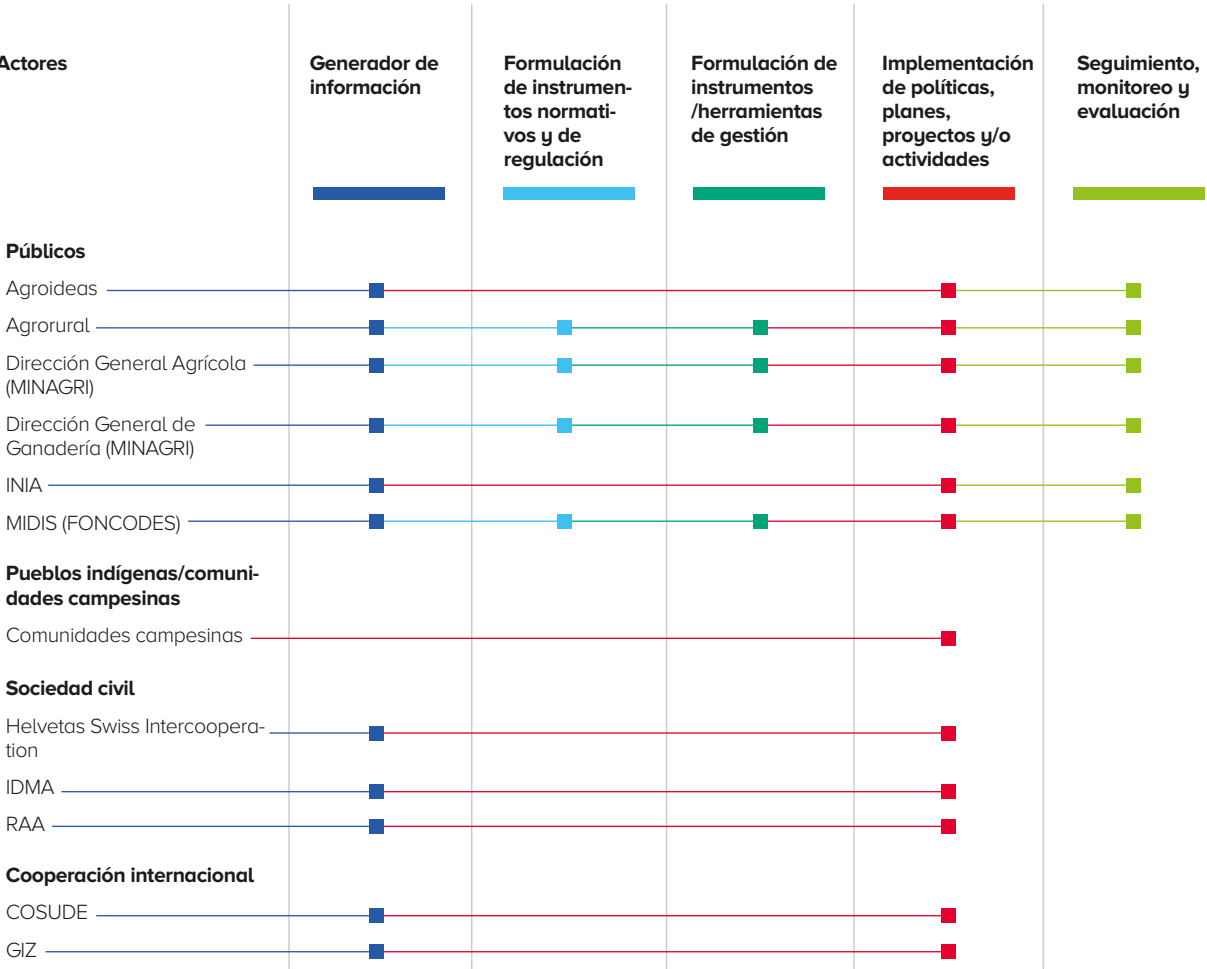 Actores
Generador de
información
Formulación
de instrumen-
tos normati-
vos y de
regulación
Formulación de
instrumentos
/herramientas
de gestión
Implementación
de políticas,
planes,
proyectos y/o
actividades
Seguimiento,
monitoreo y
evaluación
Públicos
Agroideas
Agrorural
Dirección General Agrícola
(MINAGRI)
Dirección General de
Ganadería (MINAGRI)
INIA
MIDIS (FONCODES)
Pueblos indígenas/comuni-
dades campesinas
Comunidades campesinas
Sociedad civil
Helvetas Swiss Intercoopera-
tion
IDMA
RAA
Cooperación internacional
COSUDE
GIZ